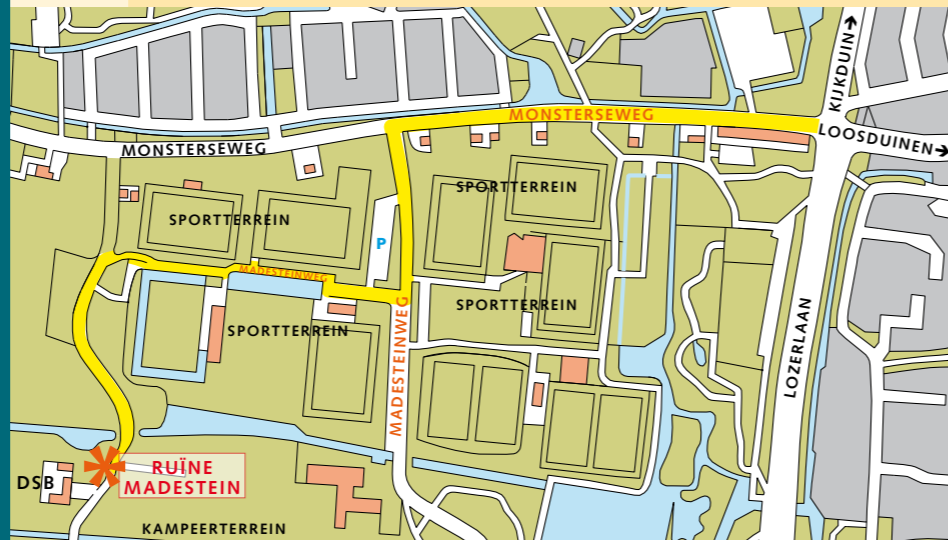 KIJKDUIN →
MONSTERSEWEG
LOOSDUINEN →
MONSTERSEWEG
SPORTTERREIN
SPORTTERREIN
P
MADESTEINWEG
SPORTTERREIN
SPORTTERREIN
MADESTEINWEG
LOZERLAAN
RUÏNE
MADESTEIN
DSB
KAMPEERTERREIN